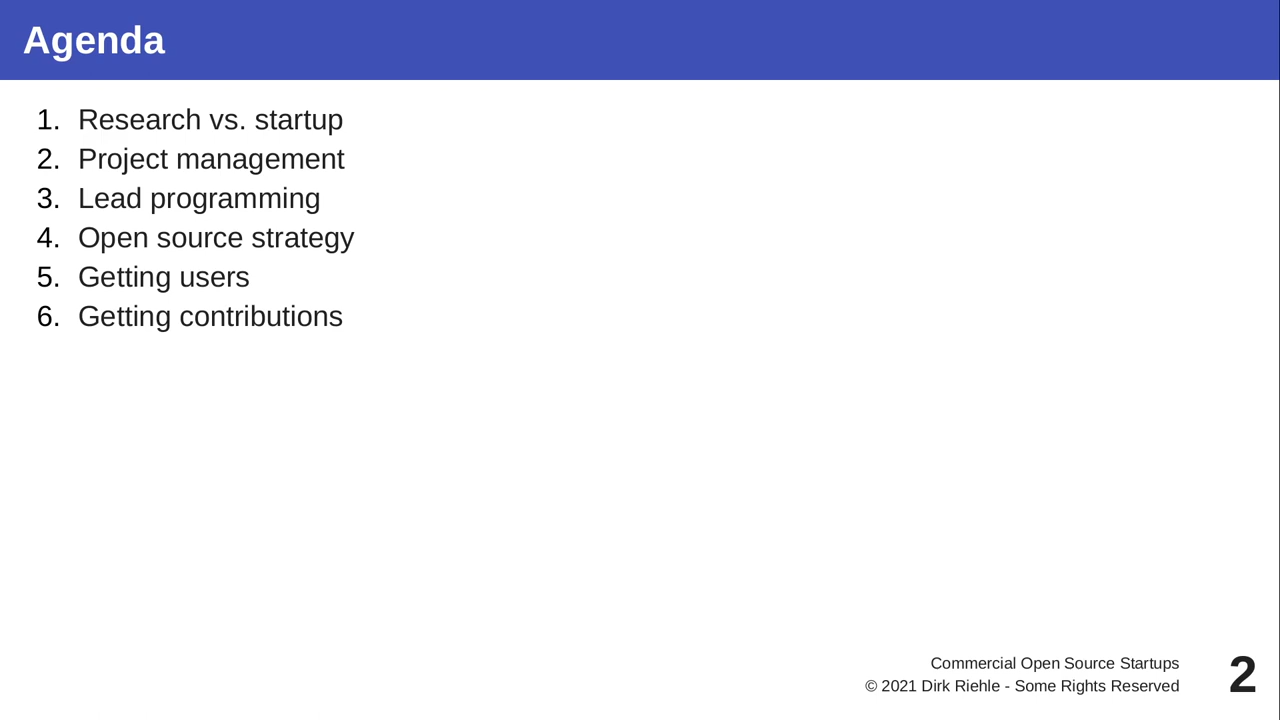 Agenda
1. Research vs. startup
2. Project management
3. Lead programming
4. Open source strategy
5. Getting users
6. Getting contributions
Commercial Open Source Startups
© 2021 Dirk Riehle - Some Rights Reserved
2